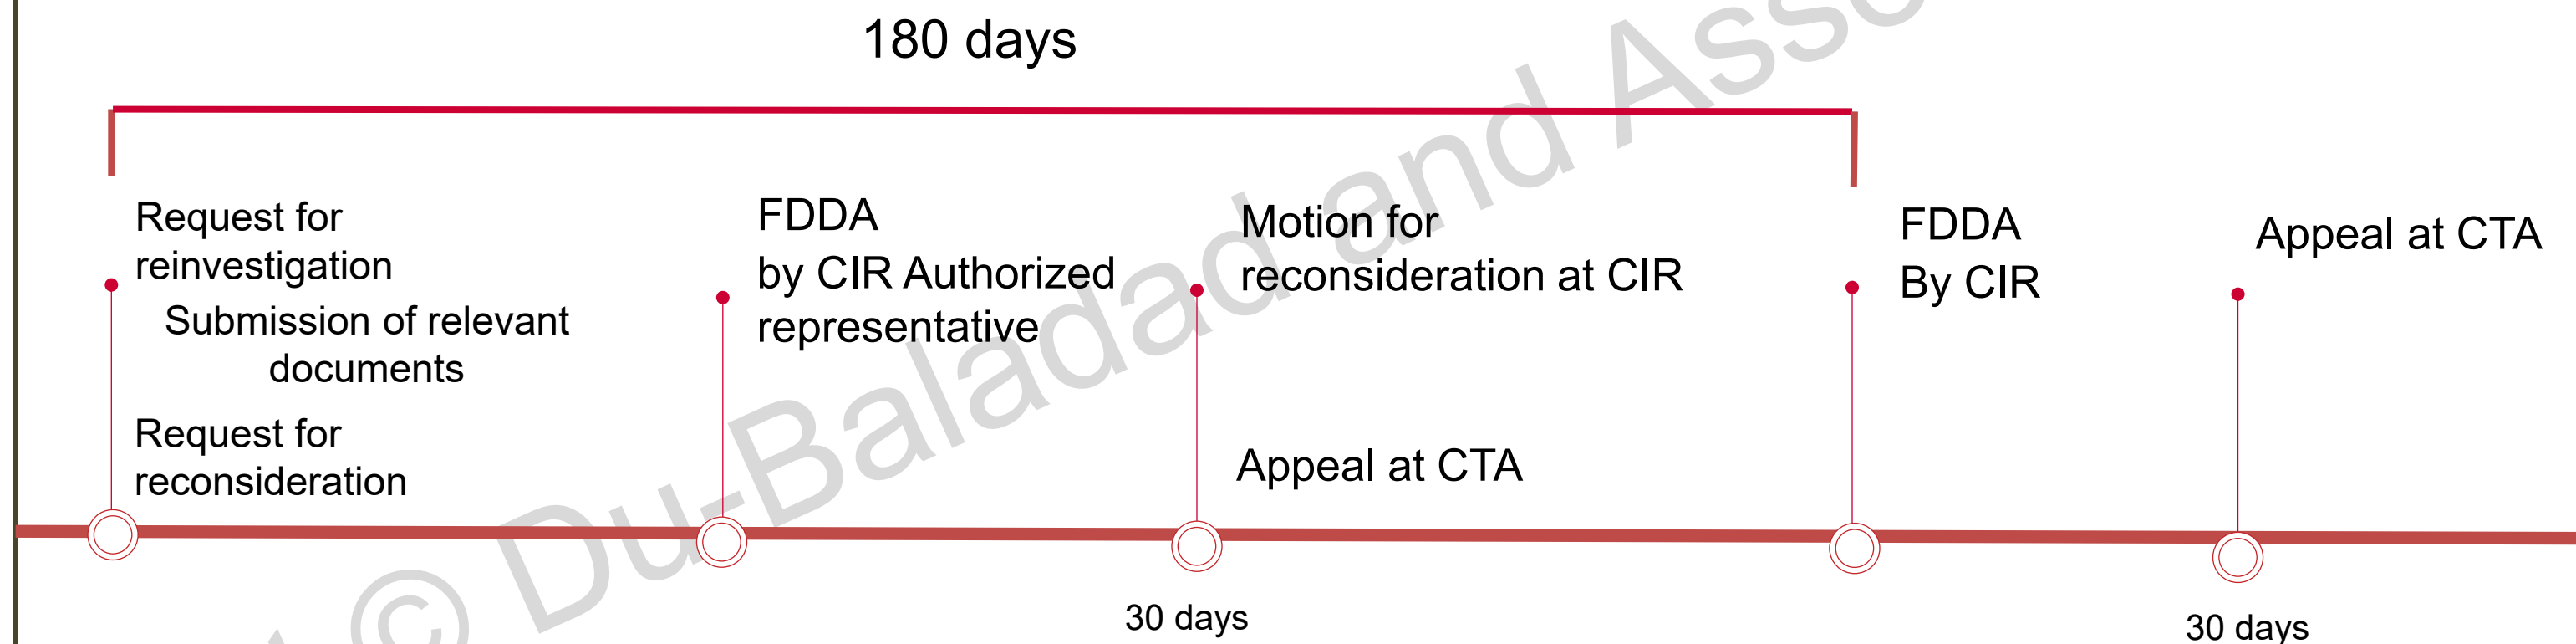 180 days
Request for
reinvestigation
Submission of relevant
documents
Request for
reconsideration
FDDA
by CIR Authorized
representative
Motion for
reconsideration at CIR
Appeal at CTA
FDDA
By CIR
Appeal at CTA
30 days
30 days
© Du-Baladad and